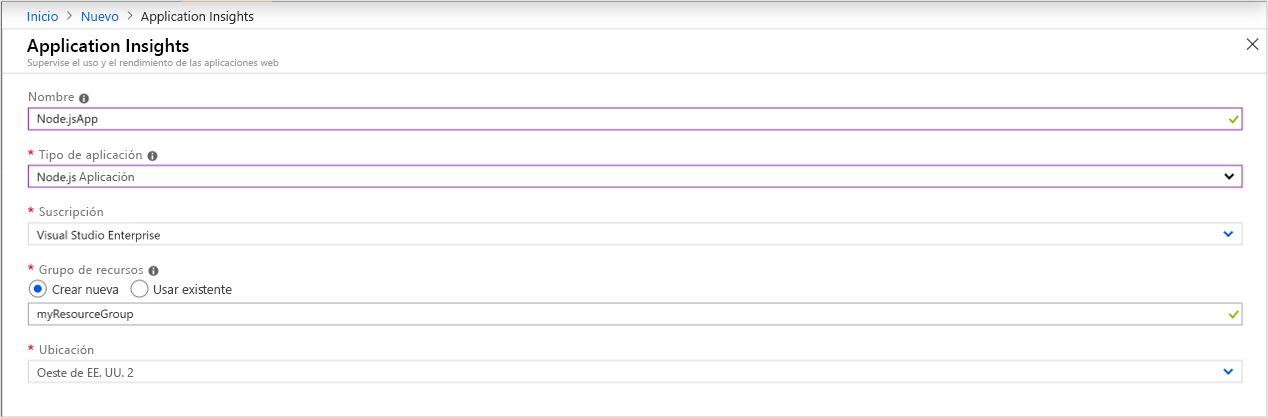 Inicio > Nuevo > Application Insights
Application Insights
Supervise el uso y el rendimiento de las aplicaciones web
Nombre
Node.jsApp
* Tipo de aplicación
Node.js Aplicación
* Suscripción
Visual Studio Enterprise
* Grupo de recursos
Crear nueva Usar existente
myResourceGroup
* Ubicación
Oeste de EE. UU. 2